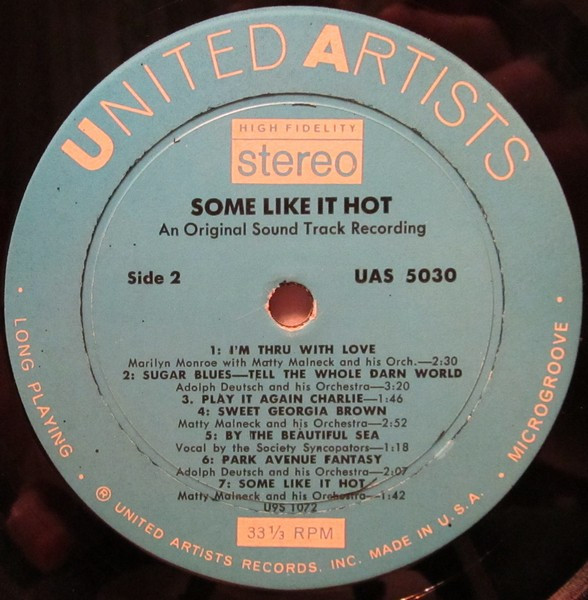 UNITED ARTISTS
HIGH FIDELITY
stereo
SOME LIKE IT HOT
An Original Sound Track Recording
Side 2
UAS 5030
1: I'M THRU WITH LOVE
Marilyn Monroe with Matty Malneck and his Orch.—2:30
2: SUGAR BLUES—TELL THE WHOLE DARN WORLD
Adolph Deutsch and his Orchestra—3:20
3. PLAY IT AGAIN CHARLIE—1:46
4: SWEET GEORGIA BROWN
Matty Malneck and his Orchestra—2:52
5: BY THE BEAUTIFUL SEA
Vocal by the Society Syncopators—1:18
6: PARK AVENUE FANTASY
Adolph Deutsch and his Orchestra—2:07
7: SOME LIKE IT HOT
Matty Malneck and his Orchestra—1:42
U9S 1072
33⅓ RPM
• LONG PLAYING • ® UNITED ARTISTS RECORDS, INC. MADE IN U.S.A. • MICROGROOVE •